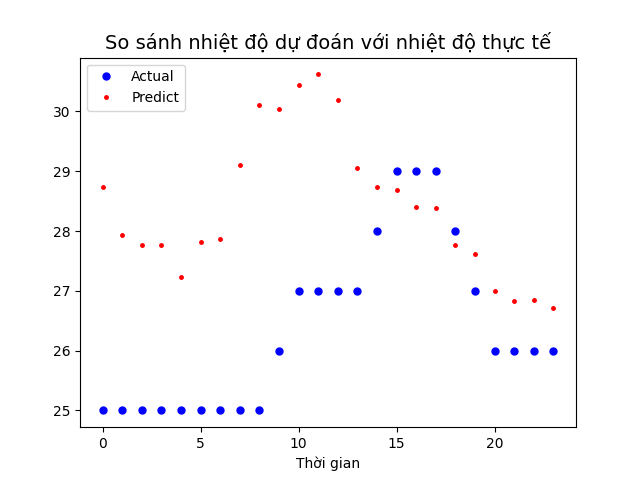 So sánh nhiệt độ dự đoán với nhiệt độ thực tế
Actual
Predict
30
29
28
27
26
25
0
5
10
15
20
Thời gian